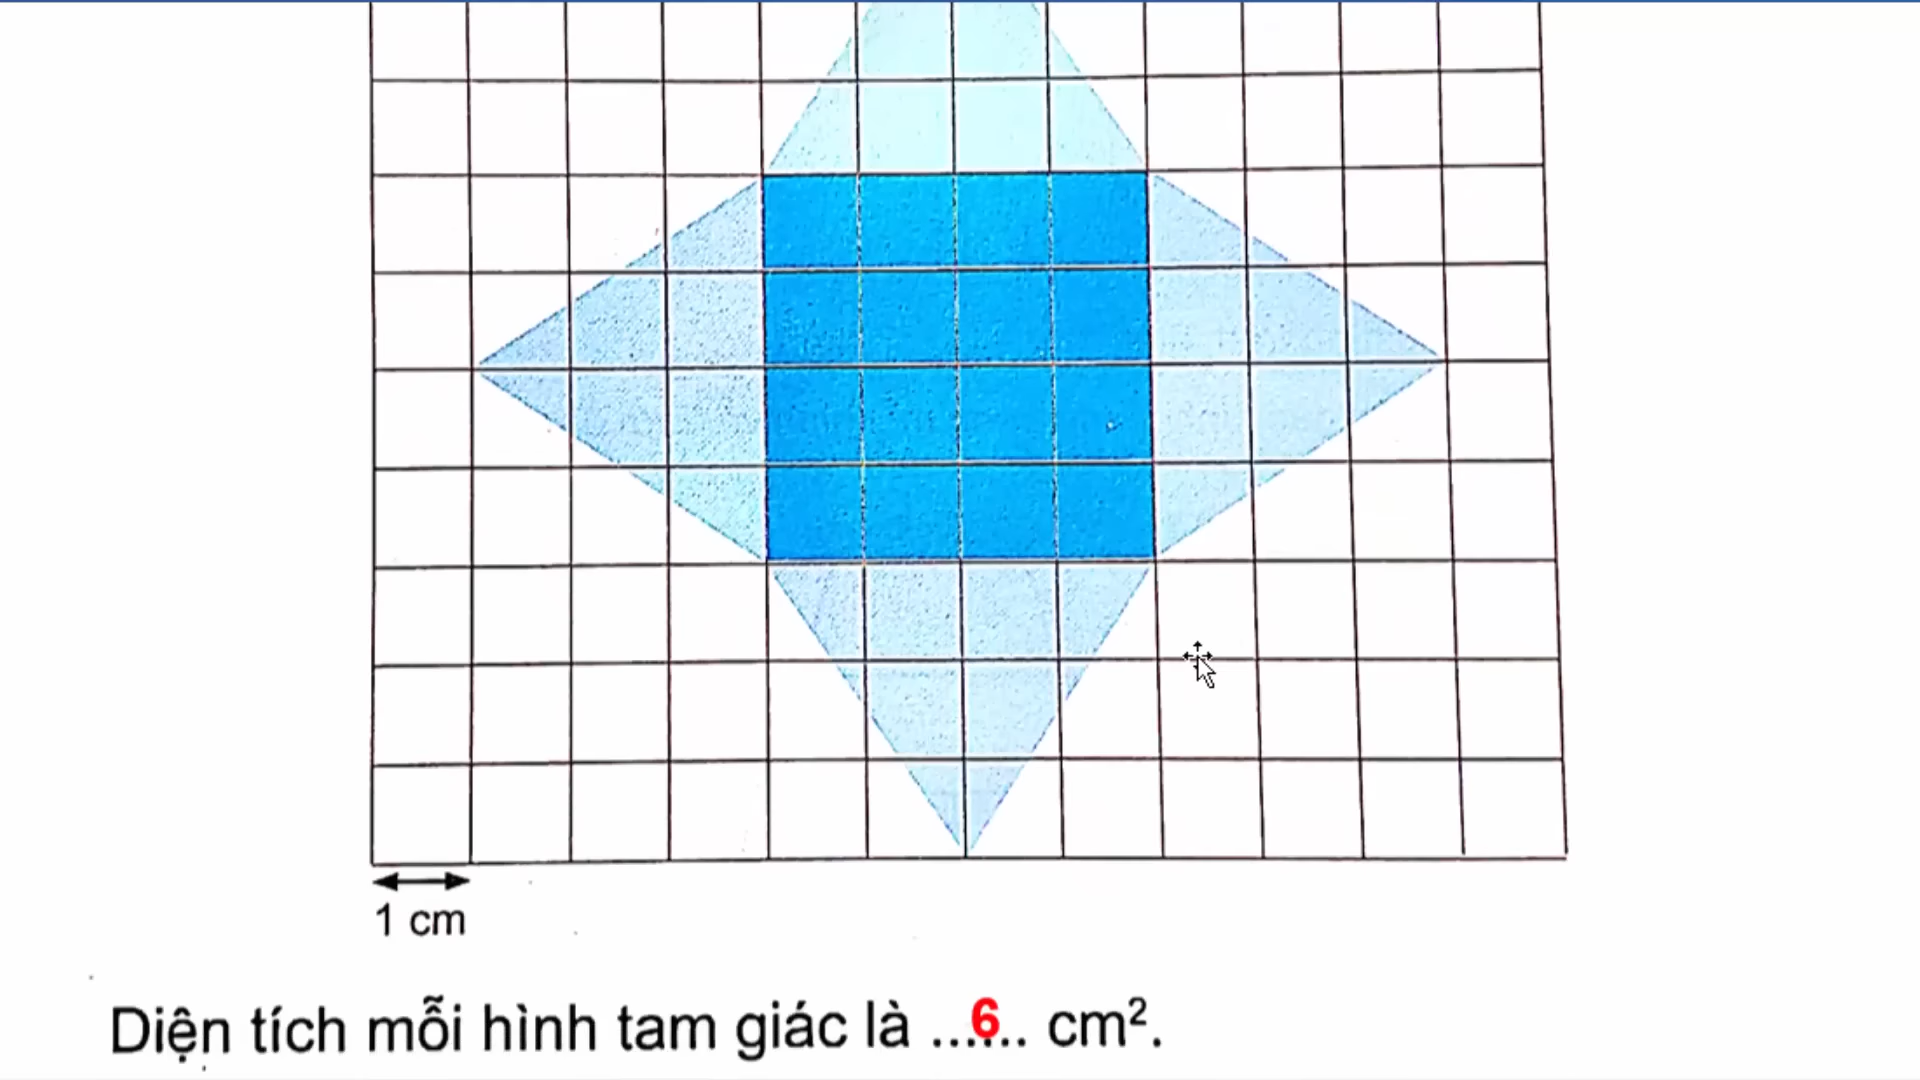 1 cm
Diện tích mỗi hình tam giác là ...6... cm².